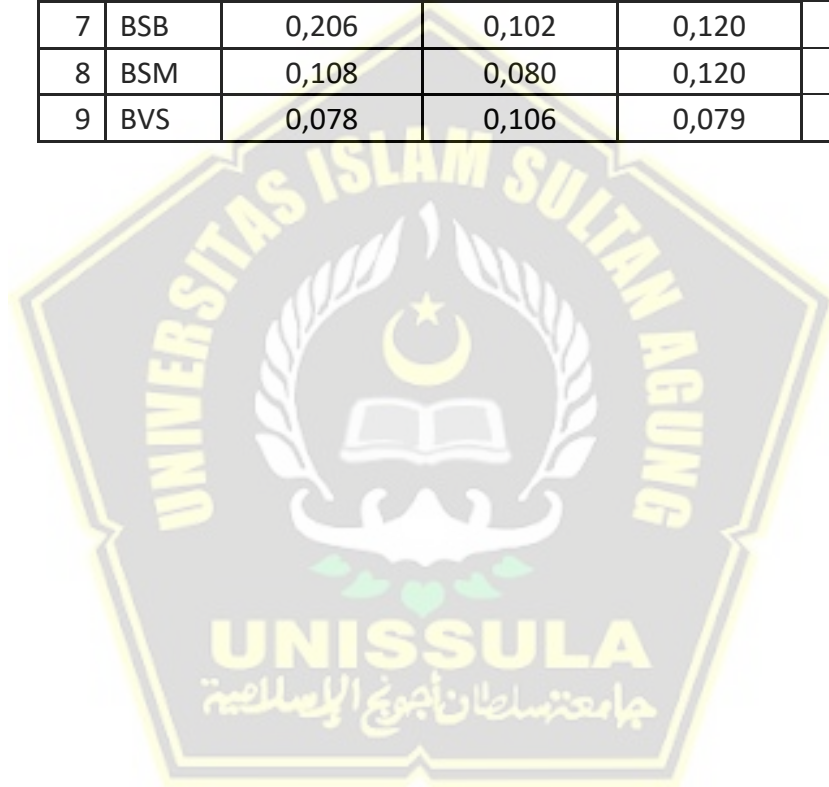 7 BSB 0,206 0,102 0,120
8 BSM 0,108 0,080 0,120
9 BVS 0,078 0,106 0,079
UNIVERSITAS ISLAM SULTAN AGUNG
UNISSULA
جامعة سلطان أجونج الإسلامية